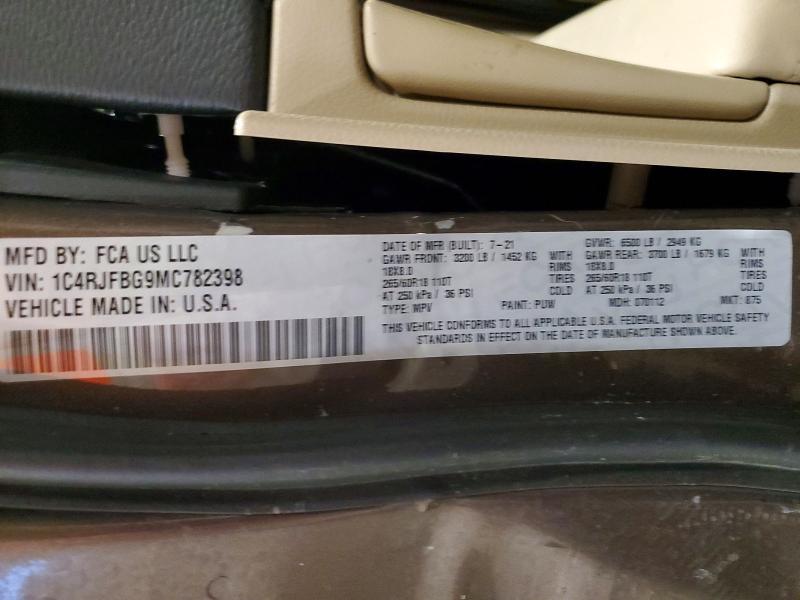 MFD BY: FCA US LLC
VIN: 1C4RJFBG9MC782398
VEHICLE MADE IN: U.S.A.
DATE OF MFR (BUILT): 7-21
GAWR FRONT: 3200 LB / 1452 KG WITH
18X8.0 RIMS
265/60R18 110T TIRES
AT 250 kPa / 36 PSI COLD
TYPE: MPV
PAINT: PUW
GVWR: 6500 LB / 2949 KG
GAWR REAR: 3700 LB / 1679 KG WITH
18X8.0 RIMS
265/60R18 110T TIRES
AT 250 kPa / 36 PSI COLD
MDH: 070112
MKT: 875
THIS VEHICLE CONFORMS TO ALL APPLICABLE U.S.A. FEDERAL MOTOR VEHICLE SAFETY
STANDARDS IN EFFECT ON THE DATE OF MANUFACTURE SHOWN ABOVE.